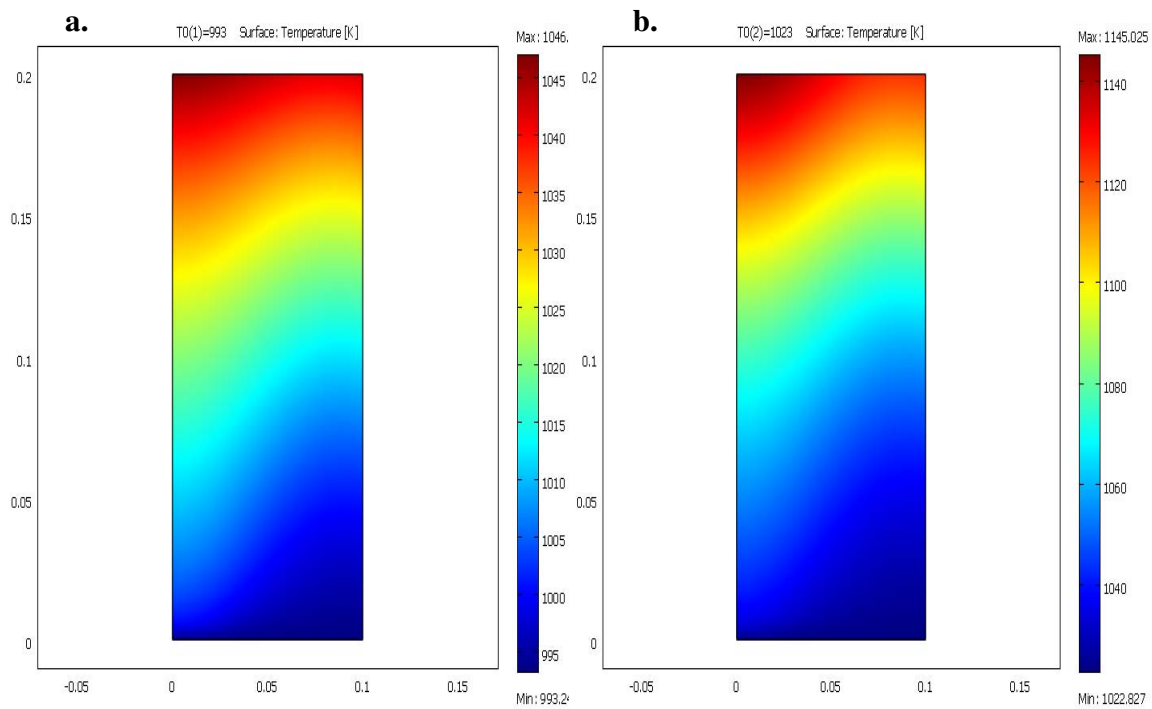 a.
T0(1)=993 Surface: Temperature [K]
Max: 1046.
0.2
0.15
0.1
0.05
0
-0.05 0 0.05 0.1 0.15
1045
1040
1035
1030
1025
1020
1015
1010
1005
1000
995
Min: 993.24
b.
T0(2)=1023 Surface: Temperature [K]
Max: 1145.025
0.2
0.15
0.1
0.05
0
-0.05 0 0.05 0.1 0.15
1140
1120
1100
1080
1060
1040
Min: 1022.827